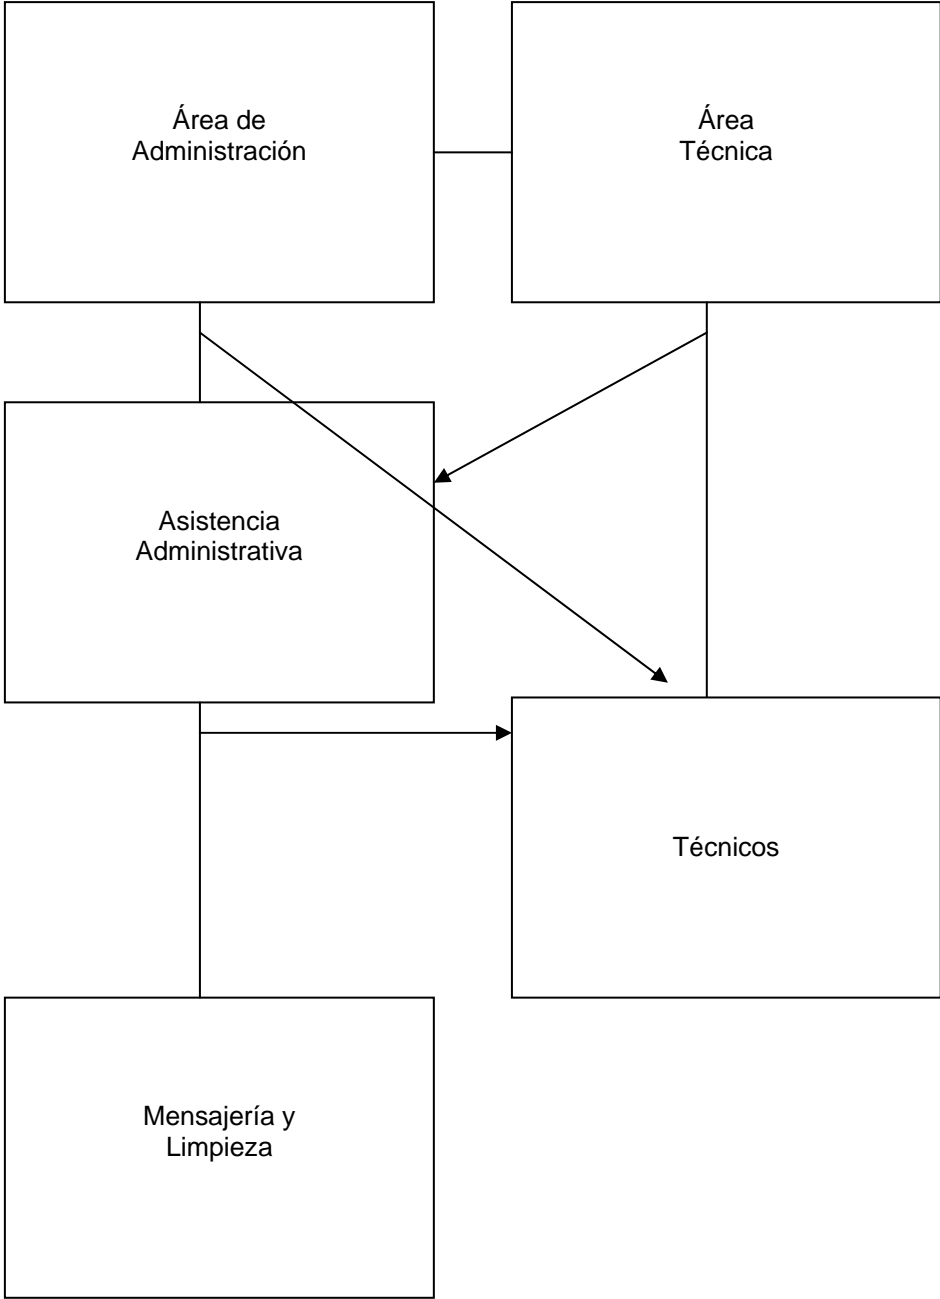 Área de
Administración
Área
Técnica
Asistencia
Administrativa
Técnicos
Mensajería y
Limpieza